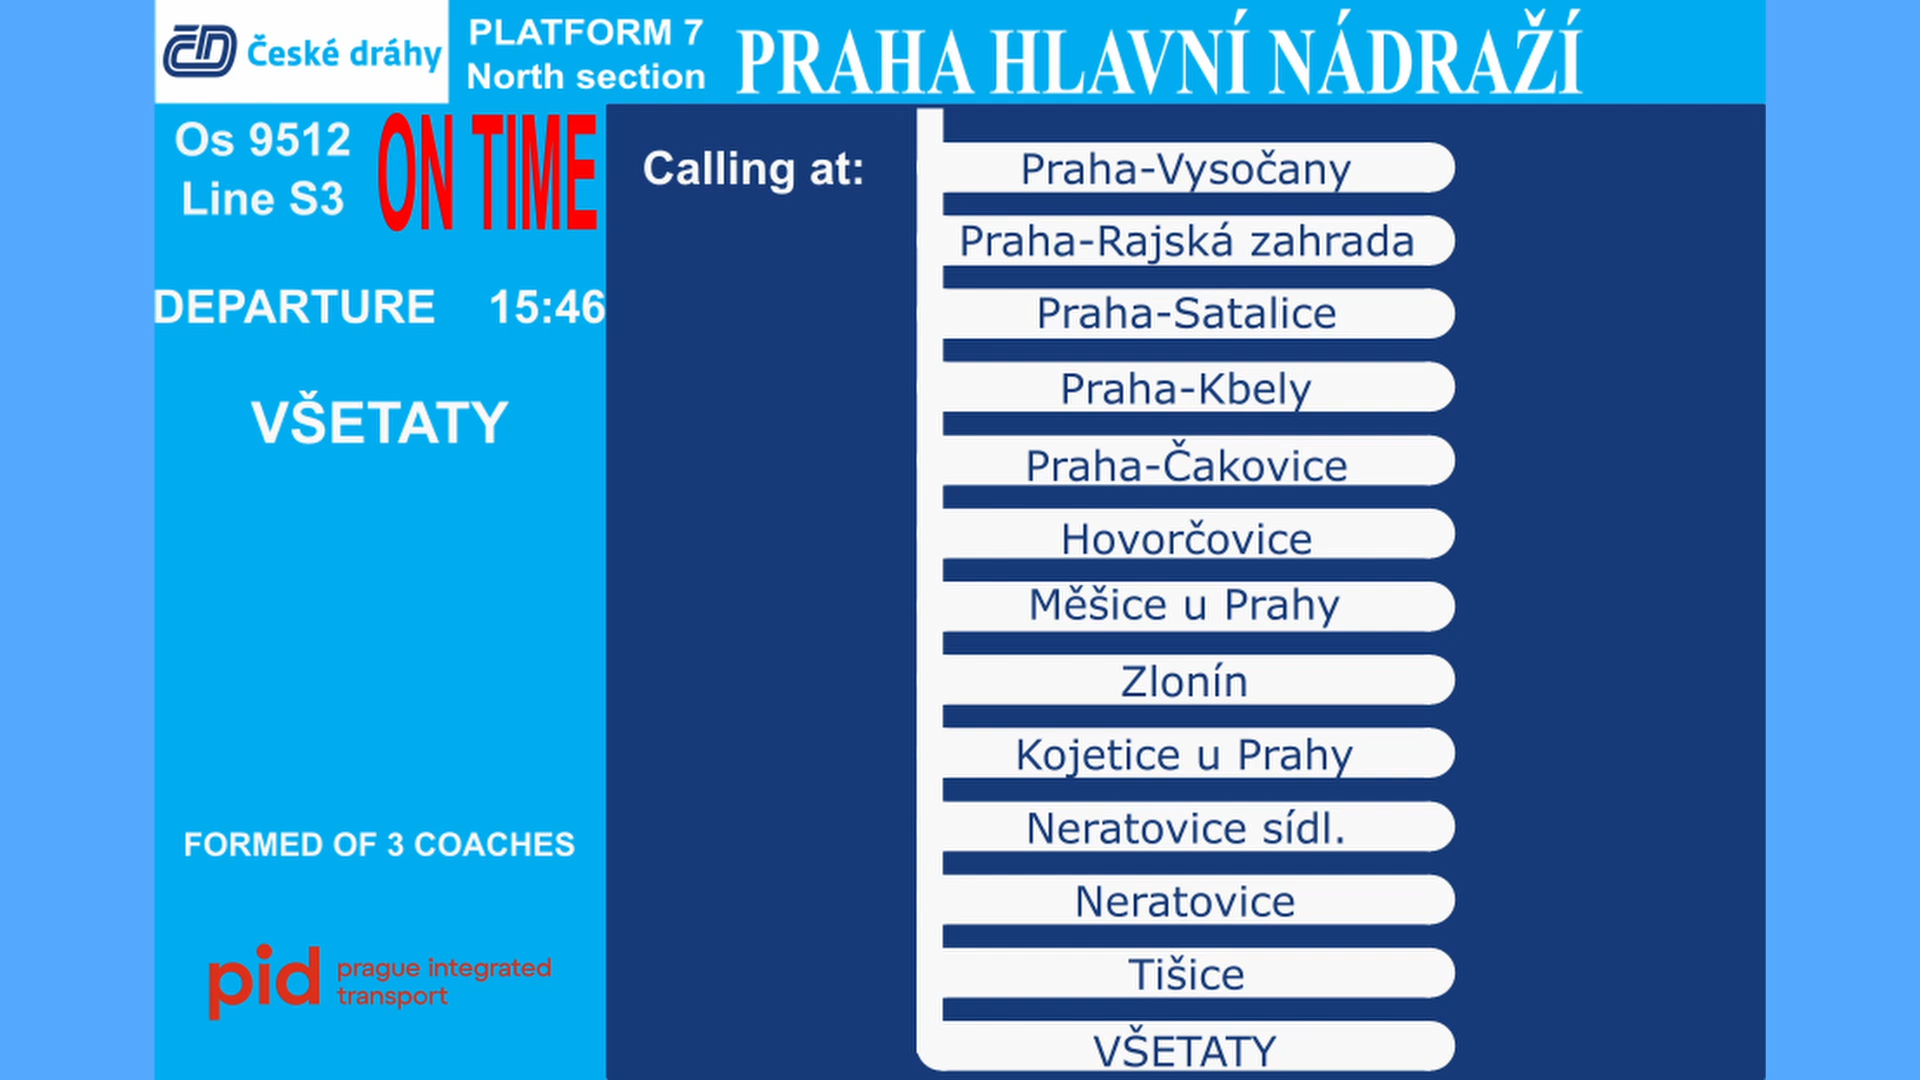 České dráhy
PLATFORM 7
North section
PRAHA HLAVNÍ NÁDRAŽÍ
Os 9512
Line S3
ON TIME
DEPARTURE 15:46
VŠETATY
FORMED OF 3 COACHES
pid
prague integrated
transport
Calling at:
Praha-Vysočany
Praha-Rajská zahrada
Praha-Satalice
Praha-Kbely
Praha-Čakovice
Hovorčovice
Měšice u Prahy
Zlonín
Kojetice u Prahy
Neratovice sídl.
Neratovice
Tišice
VŠETATY